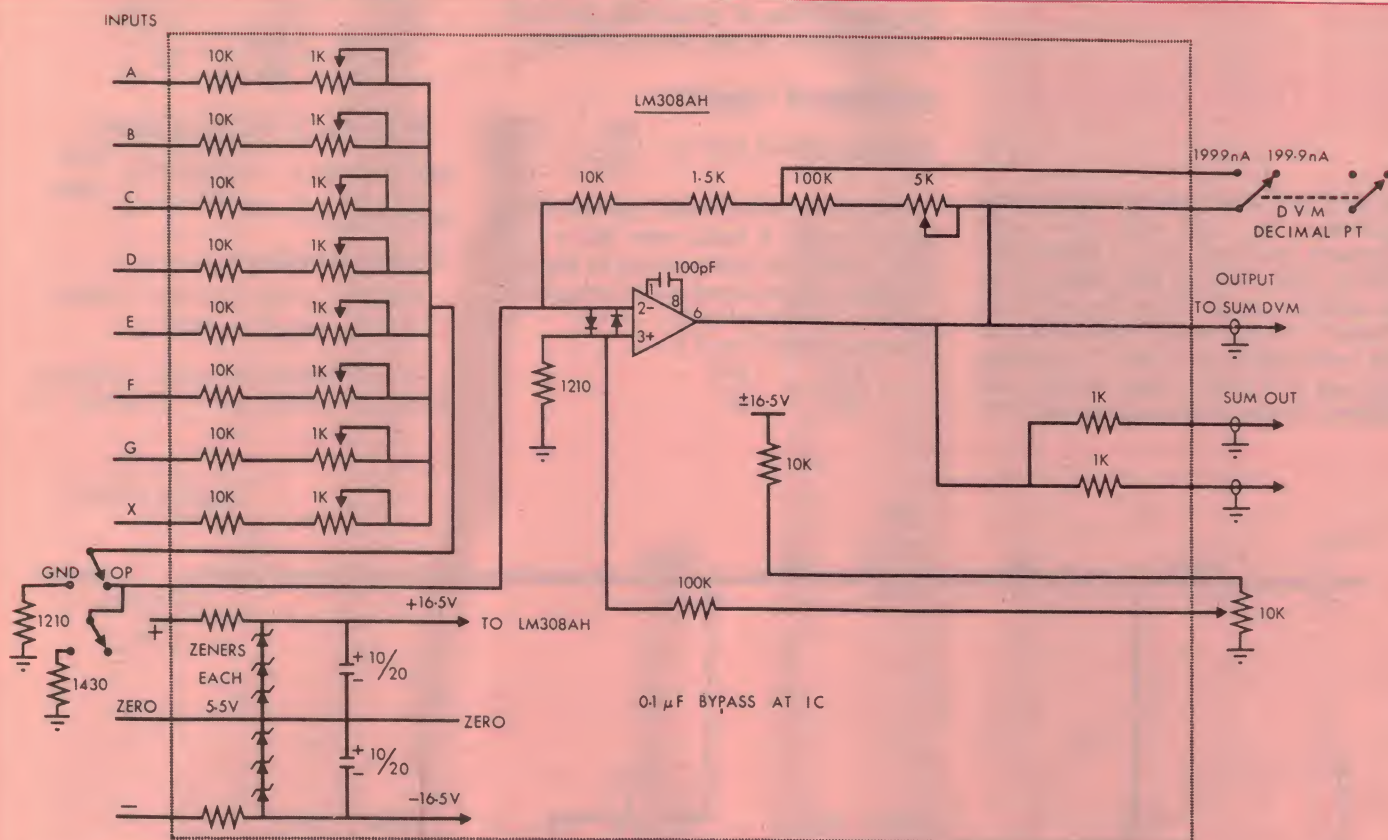 INPUTS
A
10K
1K
B
10K
1K
C
10K
1K
D
10K
1K
E
10K
1K
F
10K
1K
G
10K
1K
X
10K
1K
GND
OP
1210
1430
+
+16·5V
TO LM308AH
ZENERS
EACH
5·5V
+ 10/20
-
ZERO
ZERO
+ 10/20
-
-
-16·5V
LM308AH
10K
1·5K
100K
5K
100pF
1
8
2-
3+
6
1210
±16·5V
10K
100K
10K
0·1 µF BYPASS AT IC
1999nA
199·9nA
DVM
DECIMAL PT
OUTPUT
TO SUM DVM
1K
SUM OUT
1K